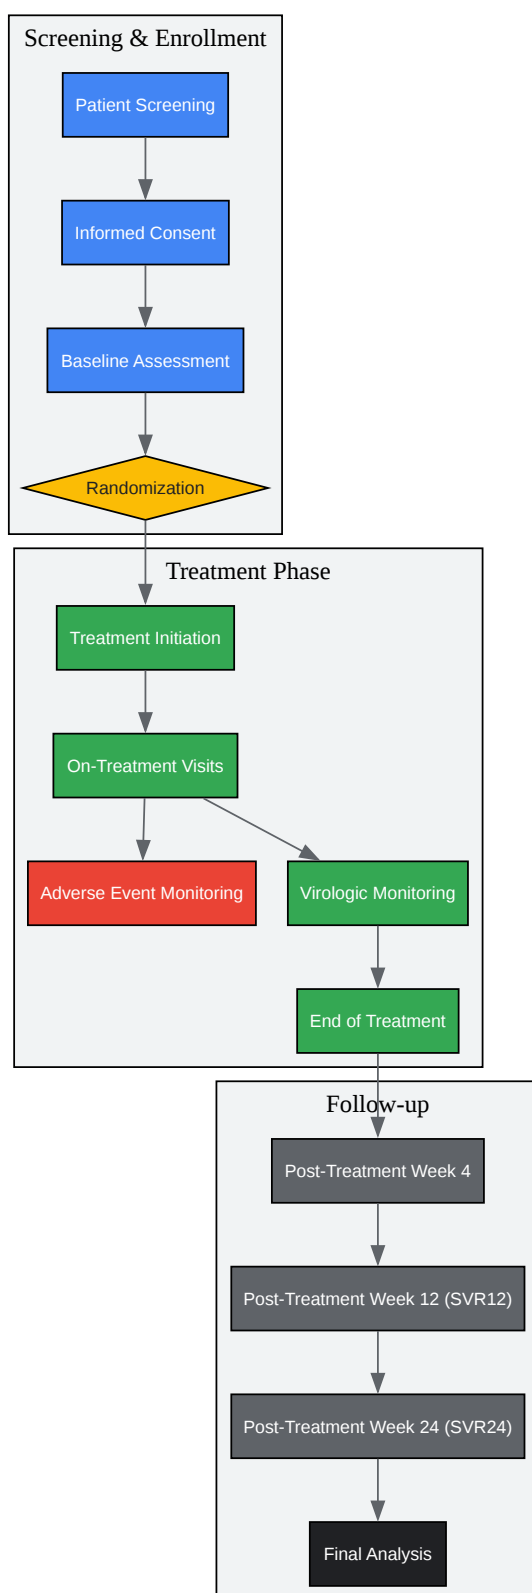 Screening & Enrollment
Patient Screening
Informed Consent
Baseline Assessment
Randomization
Treatment Phase
Treatment Initiation
On-Treatment Visits
Adverse Event Monitoring
Virologic Monitoring
End of Treatment
Follow-up
Post-Treatment Week 4
Post-Treatment Week 12 (SVR12)
Post-Treatment Week 24 (SVR24)
Final Analysis